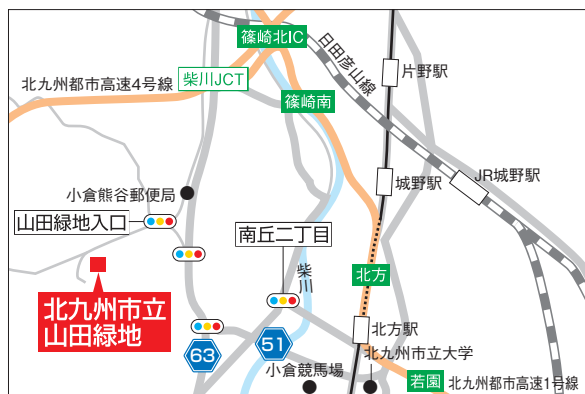 篠崎北IC
日田彦山線
片野駅
柴川JCT
北九州都市高速4号線
篠崎南
城野駅
JR城野駅
小倉熊谷郵便局
山田緑地入口
南丘二丁目
柴川
北方
北九州市立
山田緑地
北方駅
63
51
北九州市立大学
小倉競馬場
若園
北九州都市高速1号線